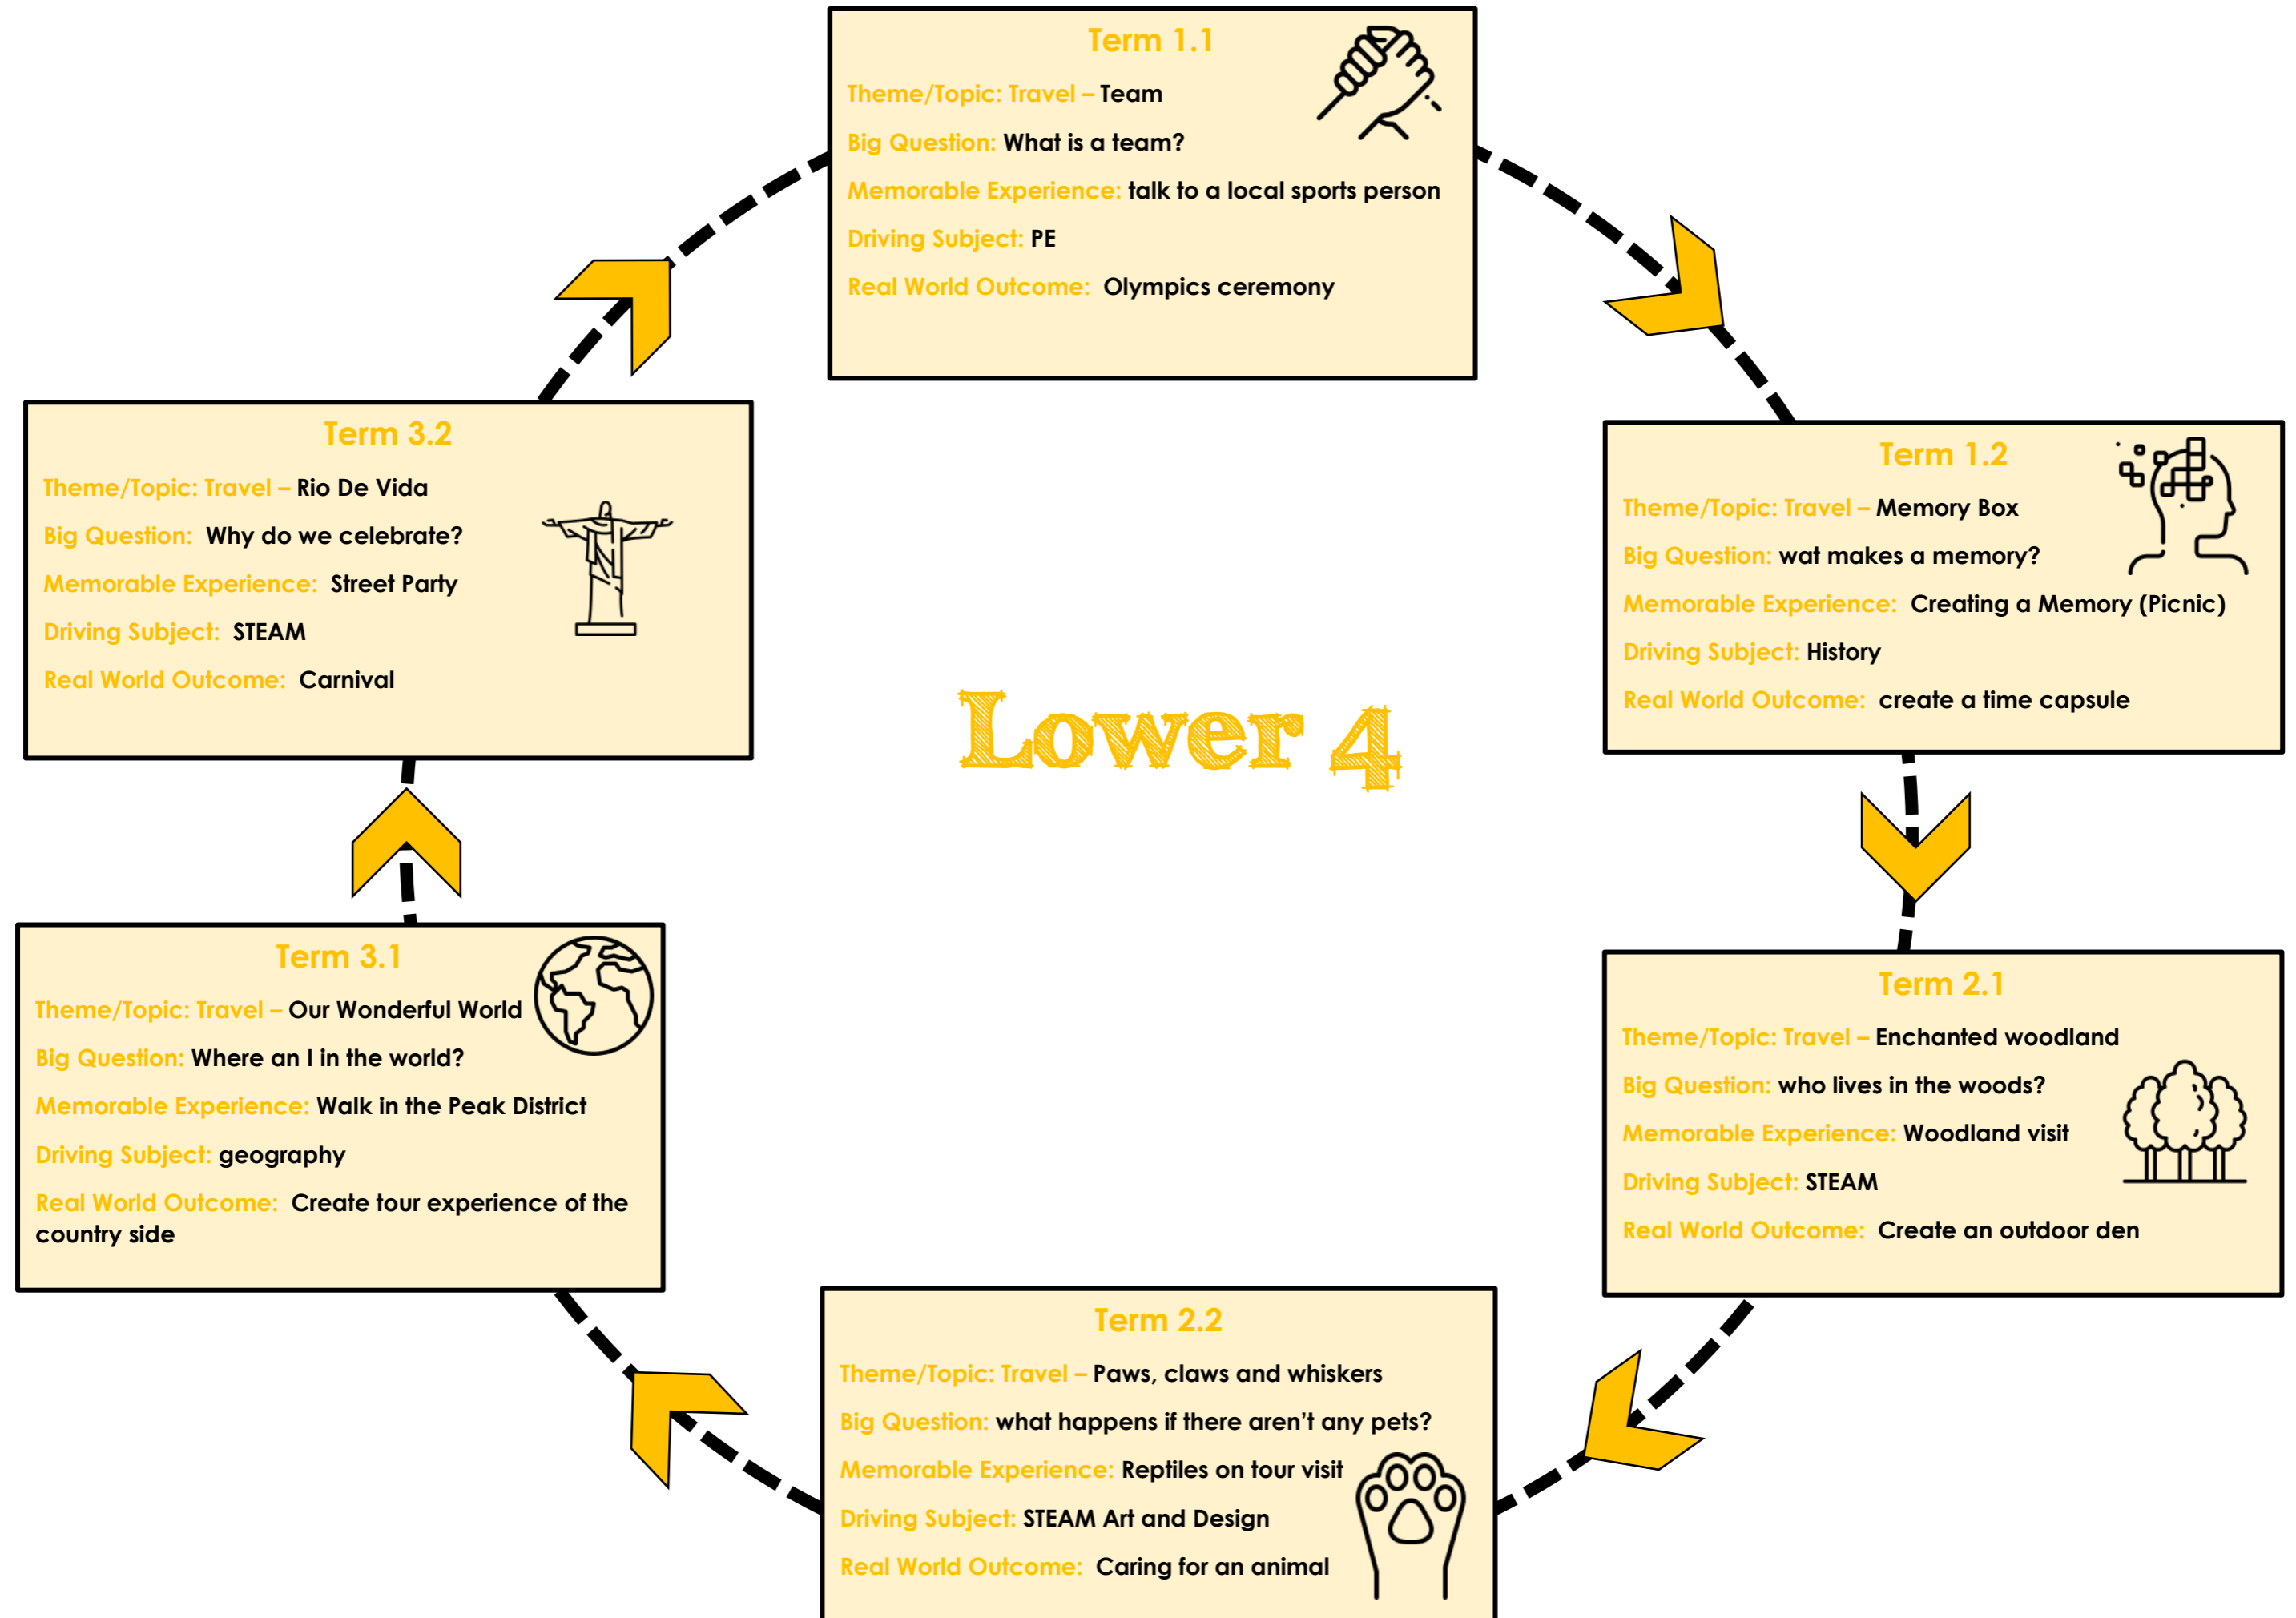 Term 1.1
Theme/Topic: Travel – Team
Big Question: What is a team?
Memorable Experience: talk to a local sports person
Driving Subject: PE
Real World Outcome: Olympics ceremony
Term 1.2
Theme/Topic: Travel – Memory Box
Big Question: wat makes a memory?
Memorable Experience: Creating a Memory (Picnic)
Driving Subject: History
Real World Outcome: create a time capsule
Term 2.1
Theme/Topic: Travel – Enchanted woodland
Big Question: who lives in the woods?
Memorable Experience: Woodland visit
Driving Subject: STEAM
Real World Outcome: Create an outdoor den
Term 2.2
Theme/Topic: Travel – Paws, claws and whiskers
Big Question: what happens if there aren't any pets?
Memorable Experience: Reptiles on tour visit
Driving Subject: STEAM Art and Design
Real World Outcome: Caring for an animal
Term 3.1
Theme/Topic: Travel – Our Wonderful World
Big Question: Where an I in the world?
Memorable Experience: Walk in the Peak District
Driving Subject: geography
Real World Outcome: Create tour experience of the
country side
Term 3.2
Theme/Topic: Travel – Rio De Vida
Big Question: Why do we celebrate?
Memorable Experience: Street Party
Driving Subject: STEAM
Real World Outcome: Carnival
Lower 4